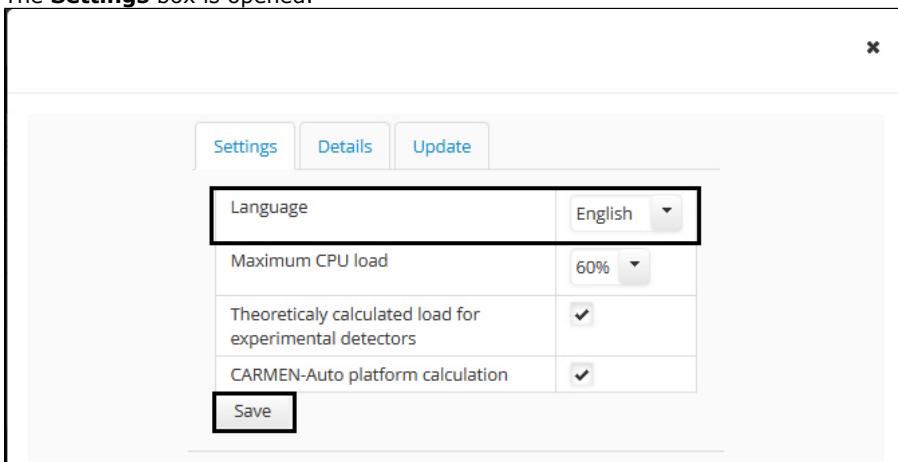 The Settings box is opened.
Settings Details Update
Language English
Maximum CPU load 60%
Theoreticaly calculated load for
experimental detectors
CARMEN-Auto platform calculation
Save